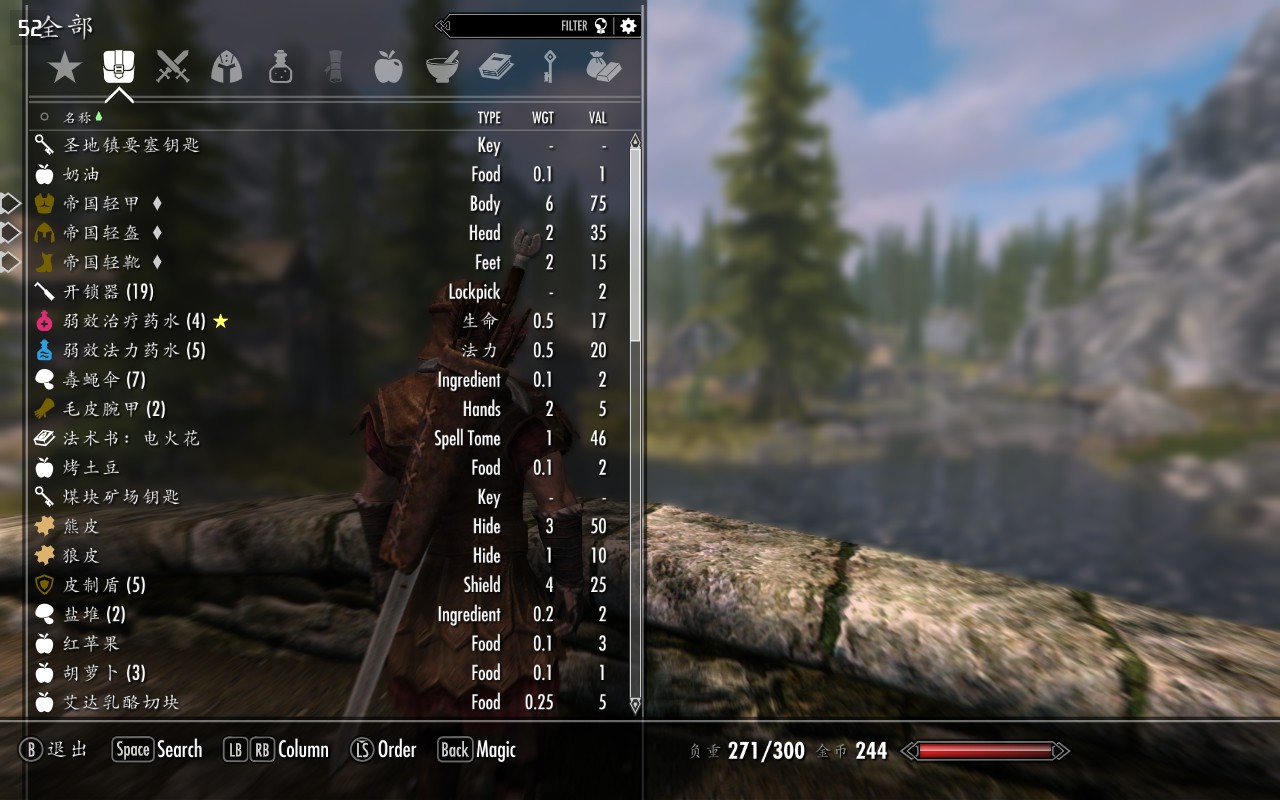 52全部
FILTER
名称 TYPE WGT VAL
圣地镇要塞钥匙 Key - -
奶油 Food 0.1 1
帝国轻甲 Body 6 75
帝国轻盔 Head 2 35
帝国轻靴 Feet 2 15
开锁器 (19) Lockpick - 2
弱效治疗药水 (4) 生命 0.5 17
弱效法力药水 (5) 法力 0.5 20
毒蝇伞 (7) Ingredient 0.1 2
毛皮腕甲 (2) Hands 2 5
法术书：电火花 Spell Tome 1 46
烤土豆 Food 0.1 2
煤块矿场钥匙 Key - -
熊皮 Hide 3 50
狼皮 Hide 1 10
皮制盾 (5) Shield 4 25
盐堆 (2) Ingredient 0.2 2
红苹果 Food 0.1 3
胡萝卜 (3) Food 0.1 1
艾达乳酪切块 Food 0.25 5
B 退出 Space Search LB RB Column LS Order Back Magic 负重 271/300 金币 244